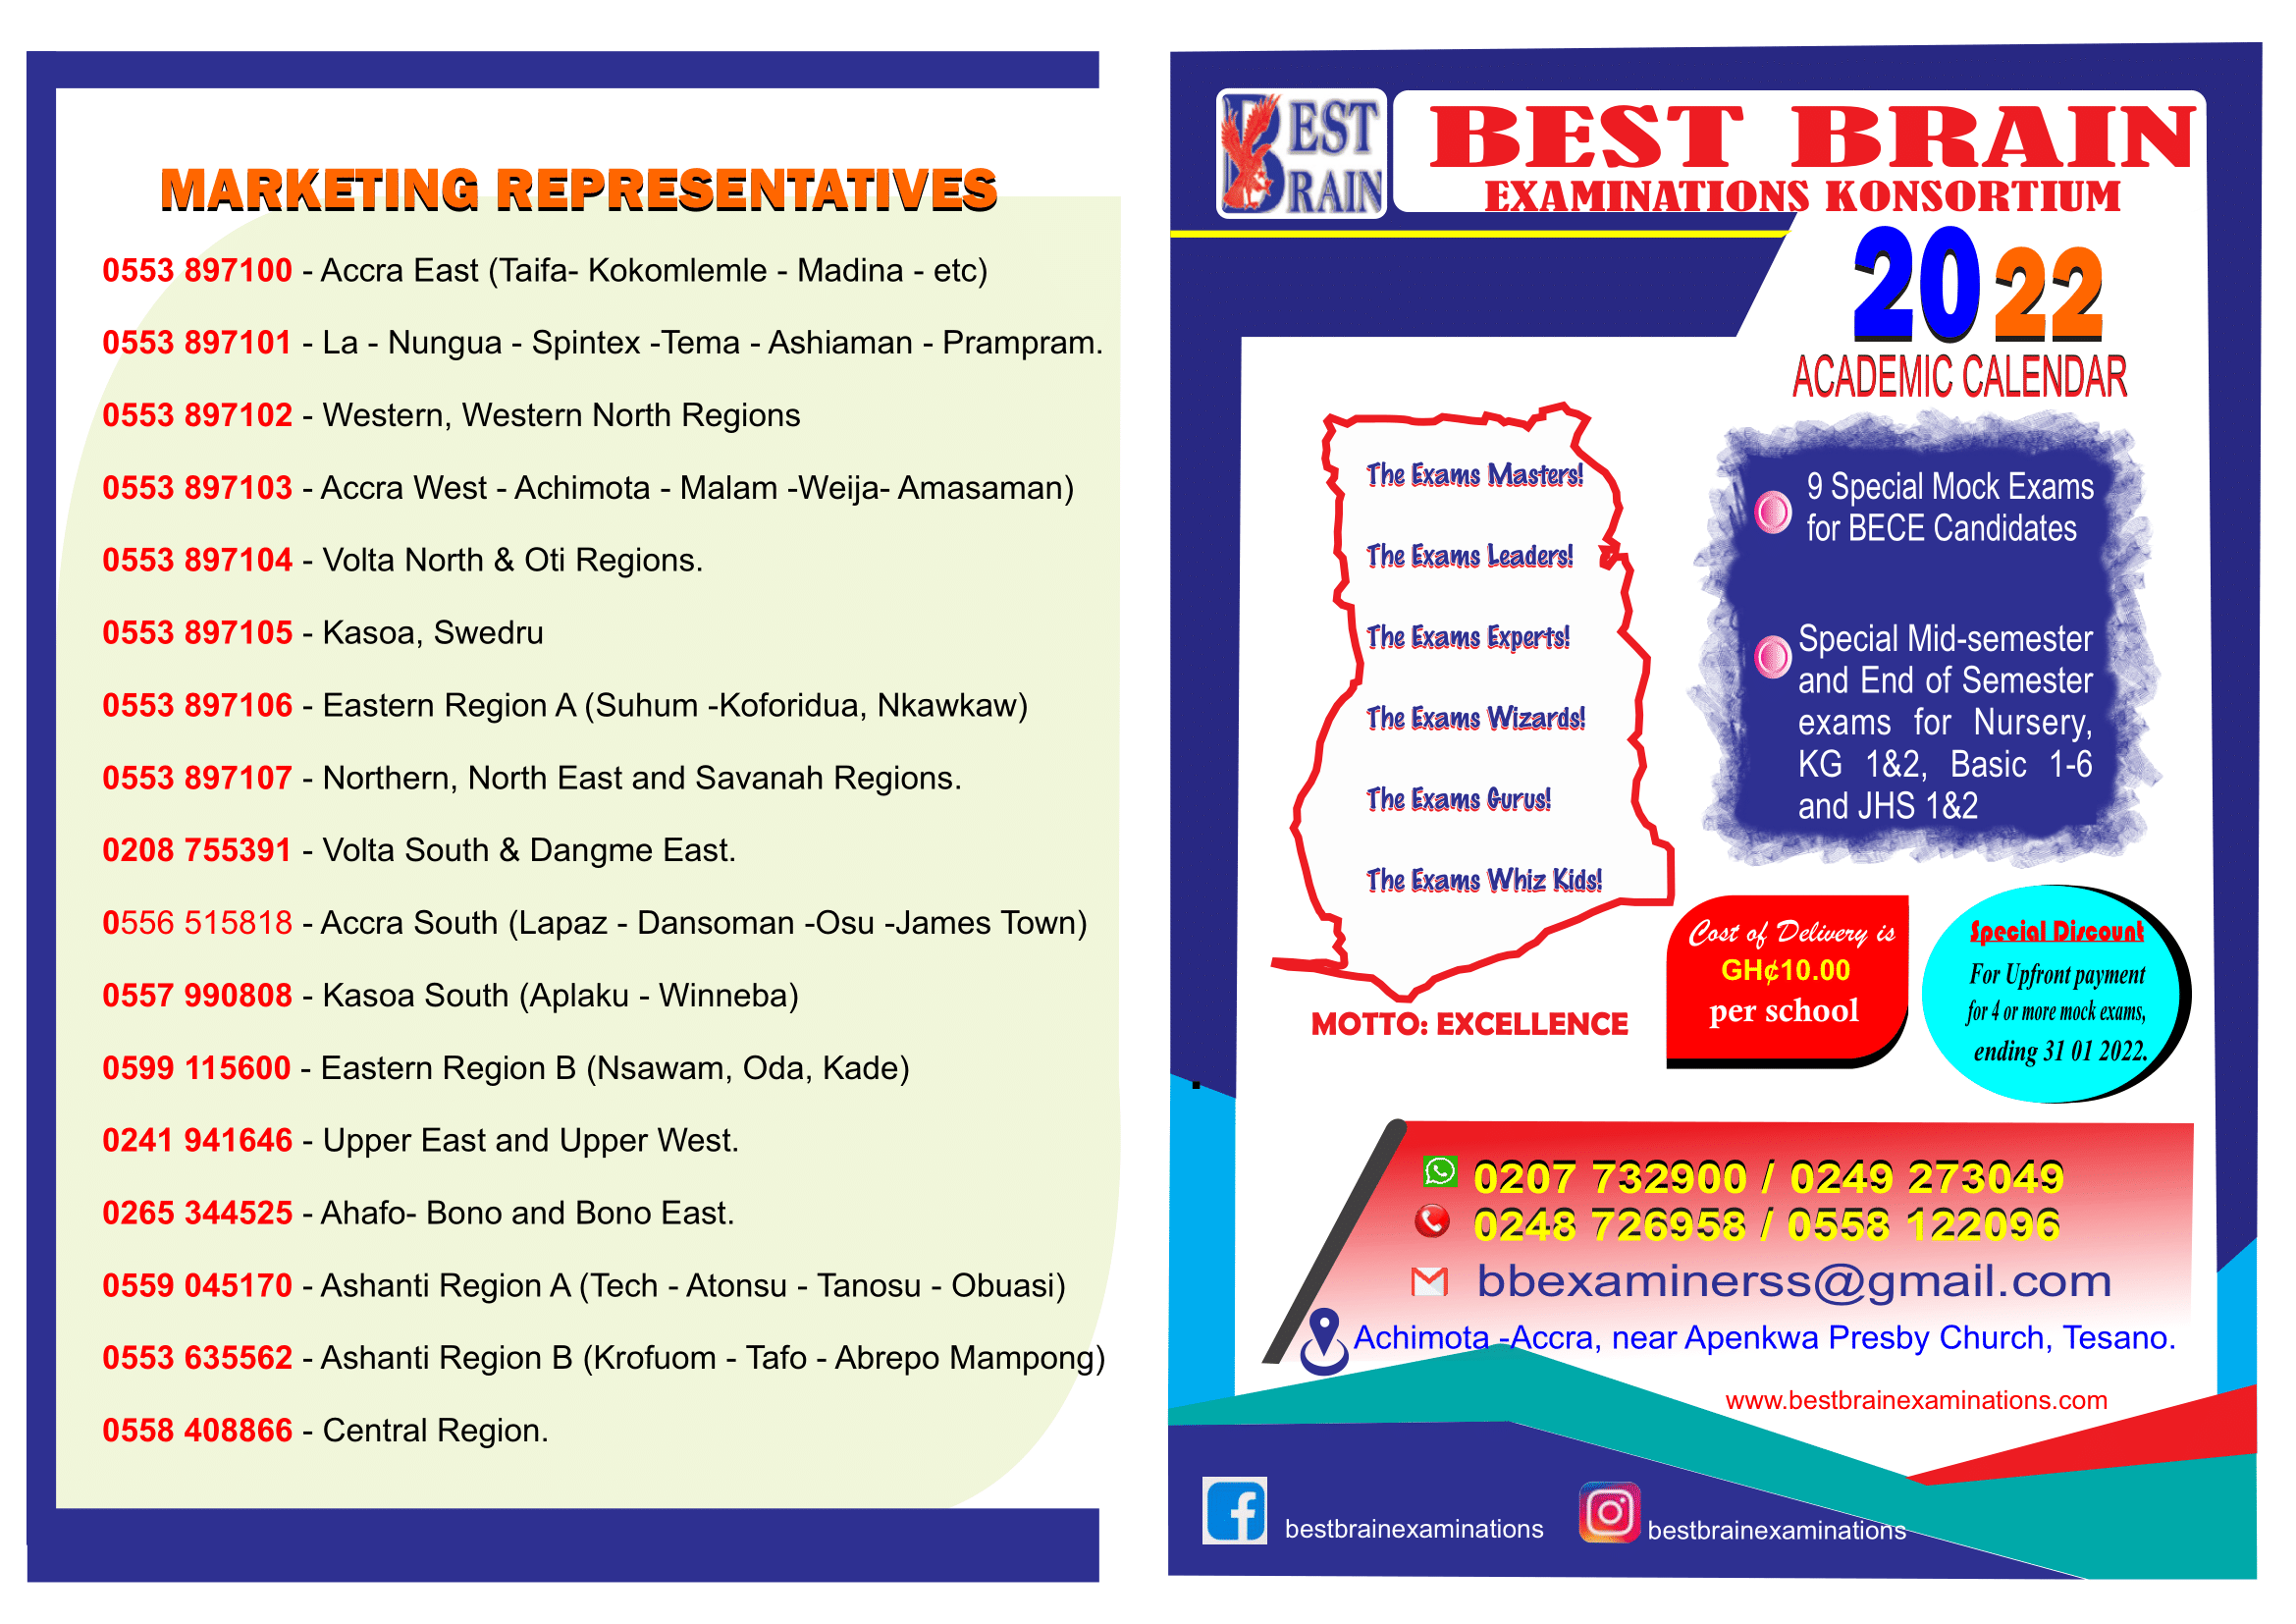 MARKETING REPRESENTATIVES
0553 897100 - Accra East (Taifa- Kokomlemle - Madina - etc)
0553 897101 - La - Nungua - Spintex -Tema - Ashiaman - Prampram.
0553 897102 - Western, Western North Regions
0553 897103 - Accra West - Achimota - Malam -Weija- Amasaman)
0553 897104 - Volta North & Oti Regions.
0553 897105 - Kasoa, Swedru
0553 897106 - Eastern Region A (Suhum -Koforidua, Nkawkaw)
0553 897107 - Northern, North East and Savanah Regions.
0208 755391 - Volta South & Dangme East.
0556 515818 - Accra South (Lapaz - Dansoman -Osu -James Town)
0557 990808 - Kasoa South (Aplaku - Winneba)
0599 115600 - Eastern Region B (Nsawam, Oda, Kade)
0241 941646 - Upper East and Upper West.
0265 344525 - Ahafo- Bono and Bono East.
0559 045170 - Ashanti Region A (Tech - Atonsu - Tanosu - Obuasi)
0553 635562 - Ashanti Region B (Krofuom - Tafo - Abrepo Mampong)
0558 408866 - Central Region.
BEST
BRAIN
BEST BRAIN
EXAMINATIONS KONSORTIUM
2022
ACADEMIC CALENDAR
The Exams Masters!
The Exams Leaders!
The Exams Experts!
The Exams Wizards!
The Exams Gurus!
The Exams Whiz Kids!
MOTTO: EXCELLENCE
9 Special Mock Exams
for BECE Candidates
Special Mid-semester
and End of Semester
exams for Nursery,
KG 1&2, Basic 1-6
and JHS 1&2
Cost of Delivery is
GH¢10.00
per school
Special Discount
For Upfront payment
for 4 or more mock exams,
ending 31 01 2022.
0207 732900 / 0249 273049
0248 726958 / 0558 122096
bbexaminerss@gmail.com
Achimota -Accra, near Apenkwa Presby Church, Tesano.
www.bestbrainexaminations.com
bestbrainexaminations
bestbrainexaminations